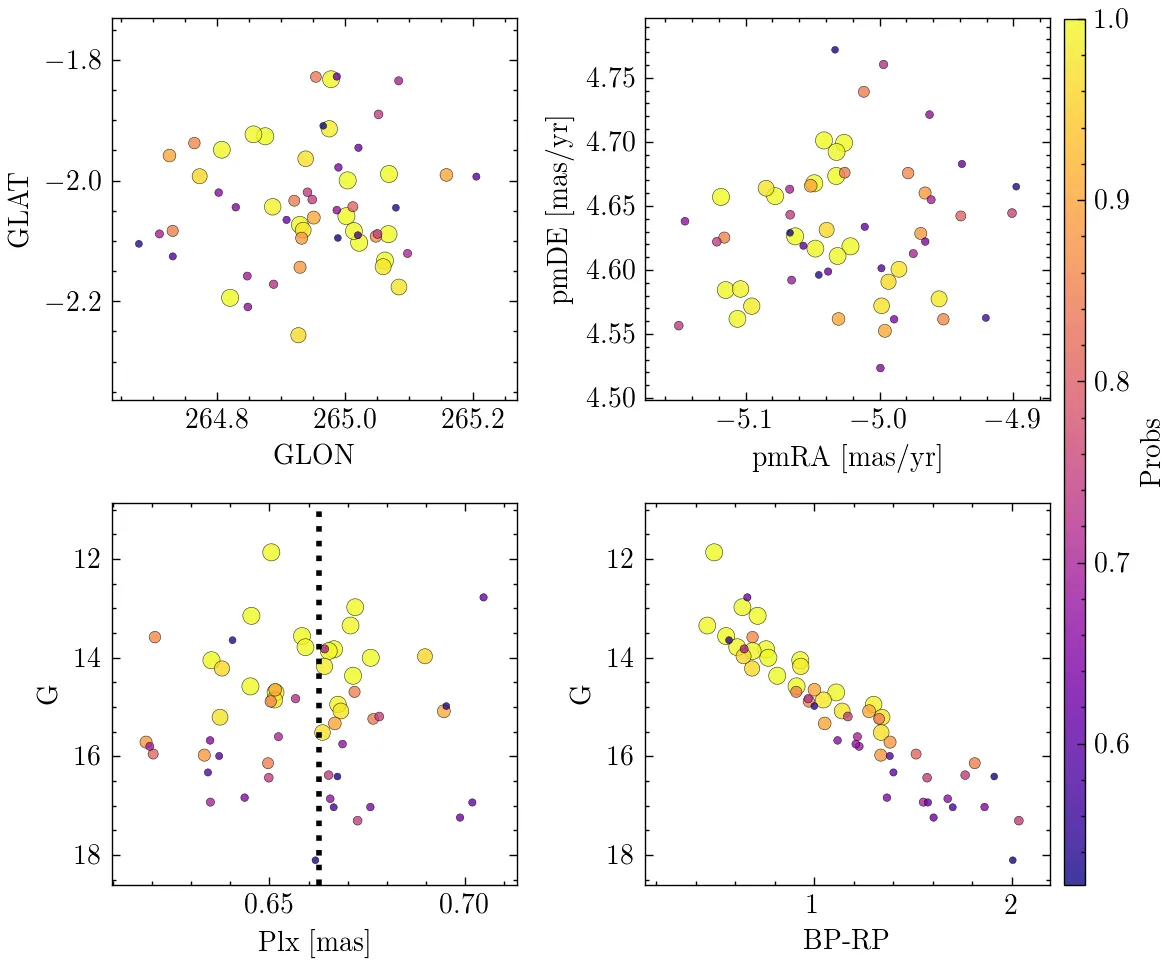 −1.8
−2.0
−2.2
GLAT
264.8 265.0 265.2
GLON
4.75
4.70
4.65
4.60
4.55
4.50
pmDE [mas/yr]
−5.1 −5.0 −4.9
pmRA [mas/yr]
1.0
0.9
0.8
0.7
0.6
Probs
12
14
16
18
G
0.65 0.70
Plx [mas]
12
14
16
18
G
1 2
BP-RP